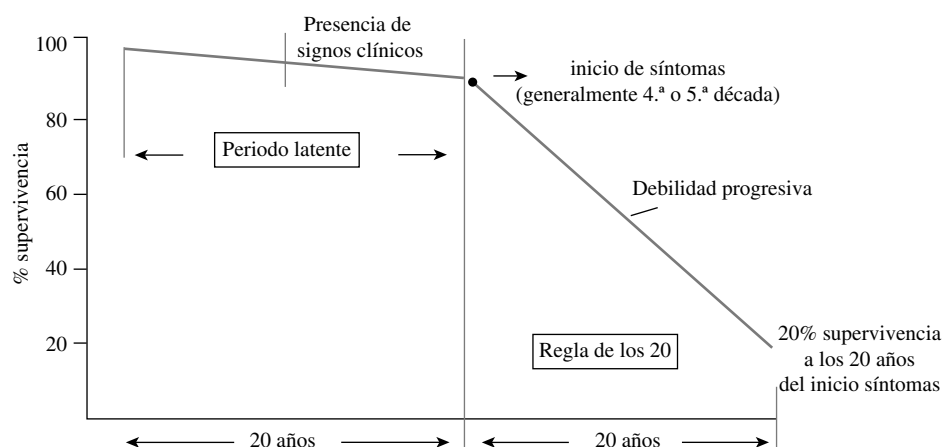 Presencia de
signos clínicos
100
80
60
40
20
% supervivencia
inicio de síntomas
(generalmente 4.ª o 5.ª década)
Periodo latente
Debilidad progresiva
Regla de los 20
20% supervivencia
a los 20 años
del inicio síntomas
20 años
20 años